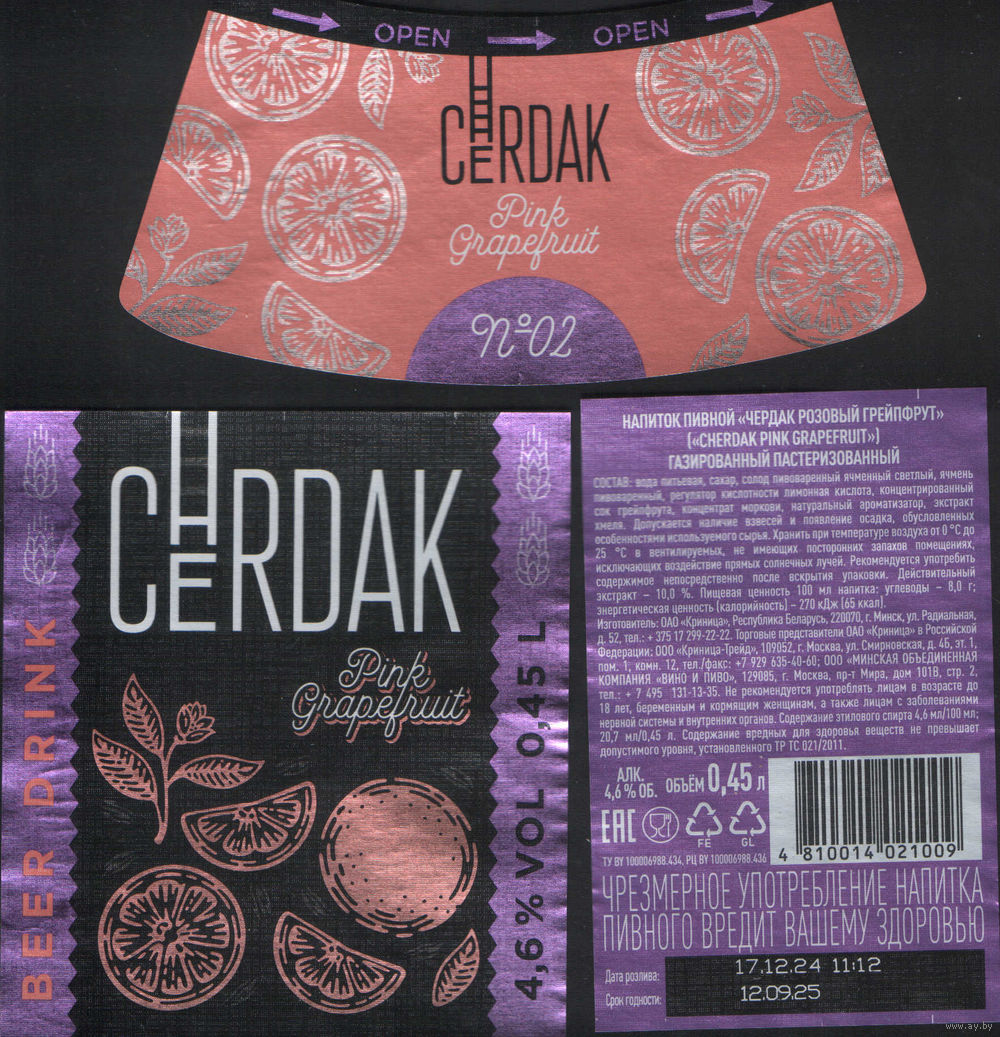 OPEN OPEN
CHERDAK
Pink
Grapefruit
№02
CHERDAK
Pink
Grapefruit
BEER DRINK
4,6 % VOL 0,45 L
НАПИТОК ПИВНОЙ «ЧЕРДАК РОЗОВЫЙ ГРЕЙПФРУТ»
(«CHERDAK PINK GRAPEFRUIT»)
ГАЗИРОВАННЫЙ ПАСТЕРИЗОВАННЫЙ
СОСТАВ: вода питьевая, сахар, солод пивоваренный ячменный светлый, ячмень
пивоваренный, регулятор кислотности лимонная кислота, концентрированный
сок грейпфрута, концентрат моркови, натуральный ароматизатор, экстракт
хмеля. Допускается наличие взвесей и появление осадка, обусловленных
особенностями используемого сырья. Хранить при температуре воздуха от 0 °С до
25 °С в вентилируемых, не имеющих посторонних запахов помещениях,
исключающих воздействие прямых солнечных лучей. Рекомендуется употребить
содержимое непосредственно после вскрытия упаковки. Действительный
экстракт – 10,0 %. Пищевая ценность 100 мл напитка: углеводы – 8,0 г;
энергетическая ценность (калорийность) – 270 кДж (65 ккал).
Изготовитель: ОАО «Криница», Республика Беларусь, 220070, г. Минск, ул. Радиальная,
д. 52, тел.: + 375 17 299-22-22. Торговые представители ОАО «Криница» в Российской
Федерации: ООО «Криница-Трейд», 109052, г. Москва, ул. Смирновская, д. 4Б, эт. 1,
пом. 1, комн. 12, тел./факс: +7 929 635-40-60; ООО «МИНСКАЯ ОБЪЕДИНЕННАЯ
КОМПАНИЯ «ВИНО И ПИВО», 129085, г. Москва, пр-т Мира, дом 101В, стр. 2,
тел.: + 7 495 131-13-35. Не рекомендуется употреблять лицам в возрасте до
18 лет, беременным и кормящим женщинам, а также лицам с заболеваниями
нервной системы и внутренних органов. Содержание этилового спирта 4,6 мл/100 мл;
20,7 мл/0,45 л. Содержание вредных для здоровья веществ не превышает
допустимого уровня, установленного ТР ТС 021/2011.
АЛК.
4,6 % ОБ. ОБЪЁМ 0,45 л
ЕАС
FE GL
ТУ BY 100006988.434, РЦ BY 100006988.436
4 810014 021009
ЧРЕЗМЕРНОЕ УПОТРЕБЛЕНИЕ НАПИТКА
ПИВНОГО ВРЕДИТ ВАШЕМУ ЗДОРОВЬЮ
Дата розлива: 17.12.24 11:12
Срок годности: 12.09.25
www.ay.by